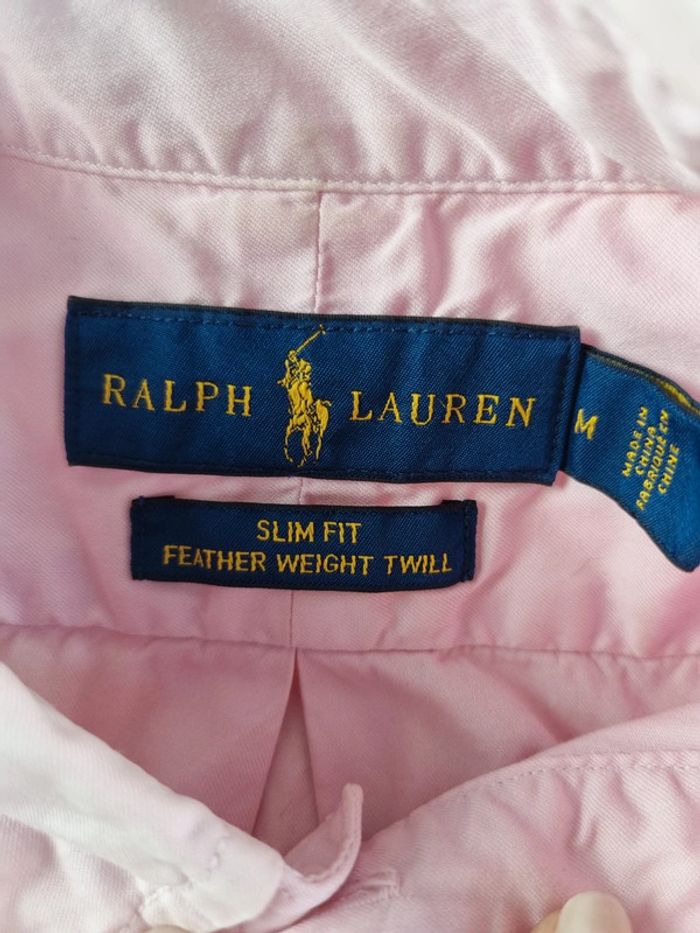 RALPH LAUREN
M
MADE IN
CHINA
FABRIQUÉ EN
CHINE
SLIM FIT
FEATHER WEIGHT TWILL